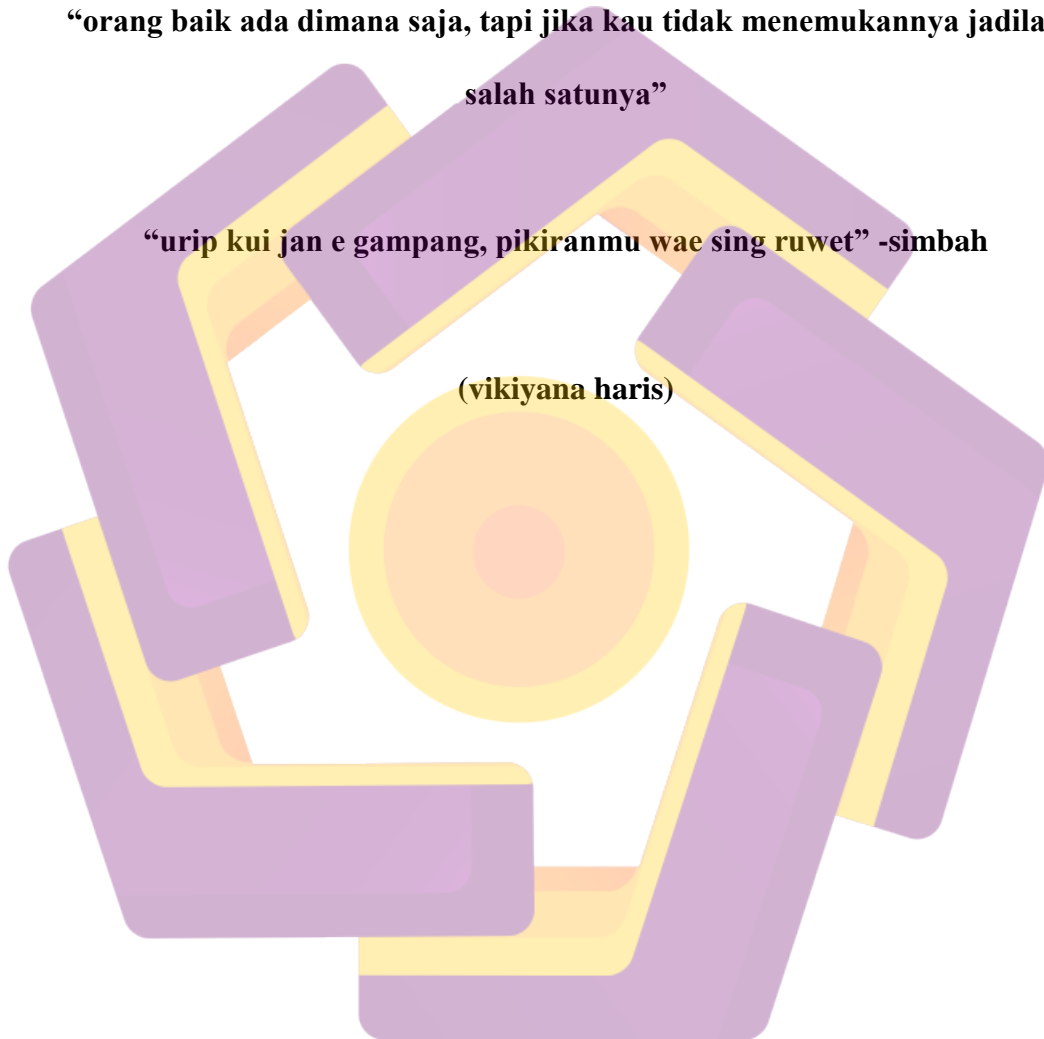 “orang baik ada dimana saja, tapi jika kau tidak menemukannya jadila
salah satunya”
“urip kui jan e gampang, pikiranmu wae sing ruwet” -simbah
(vikiyana haris)